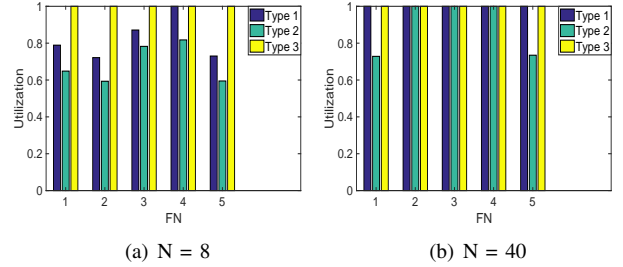 1
0.8
0.6
0.4
0.2
0
Utilization
1 2 3 4 5
FN
Type 1
Type 2
Type 3
(a) N = 8
1
0.8
0.6
0.4
0.2
0
Utilization
1 2 3 4 5
FN
Type 1
Type 2
Type 3
(b) N = 40